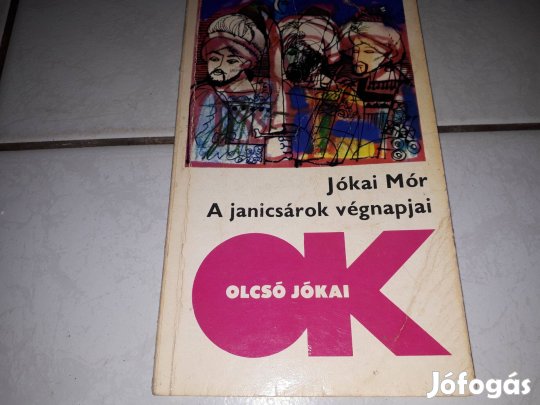 Jókai Mór
A janicsárok végnapjai
OK
OLCSÓ JÓKAI
Jófogás